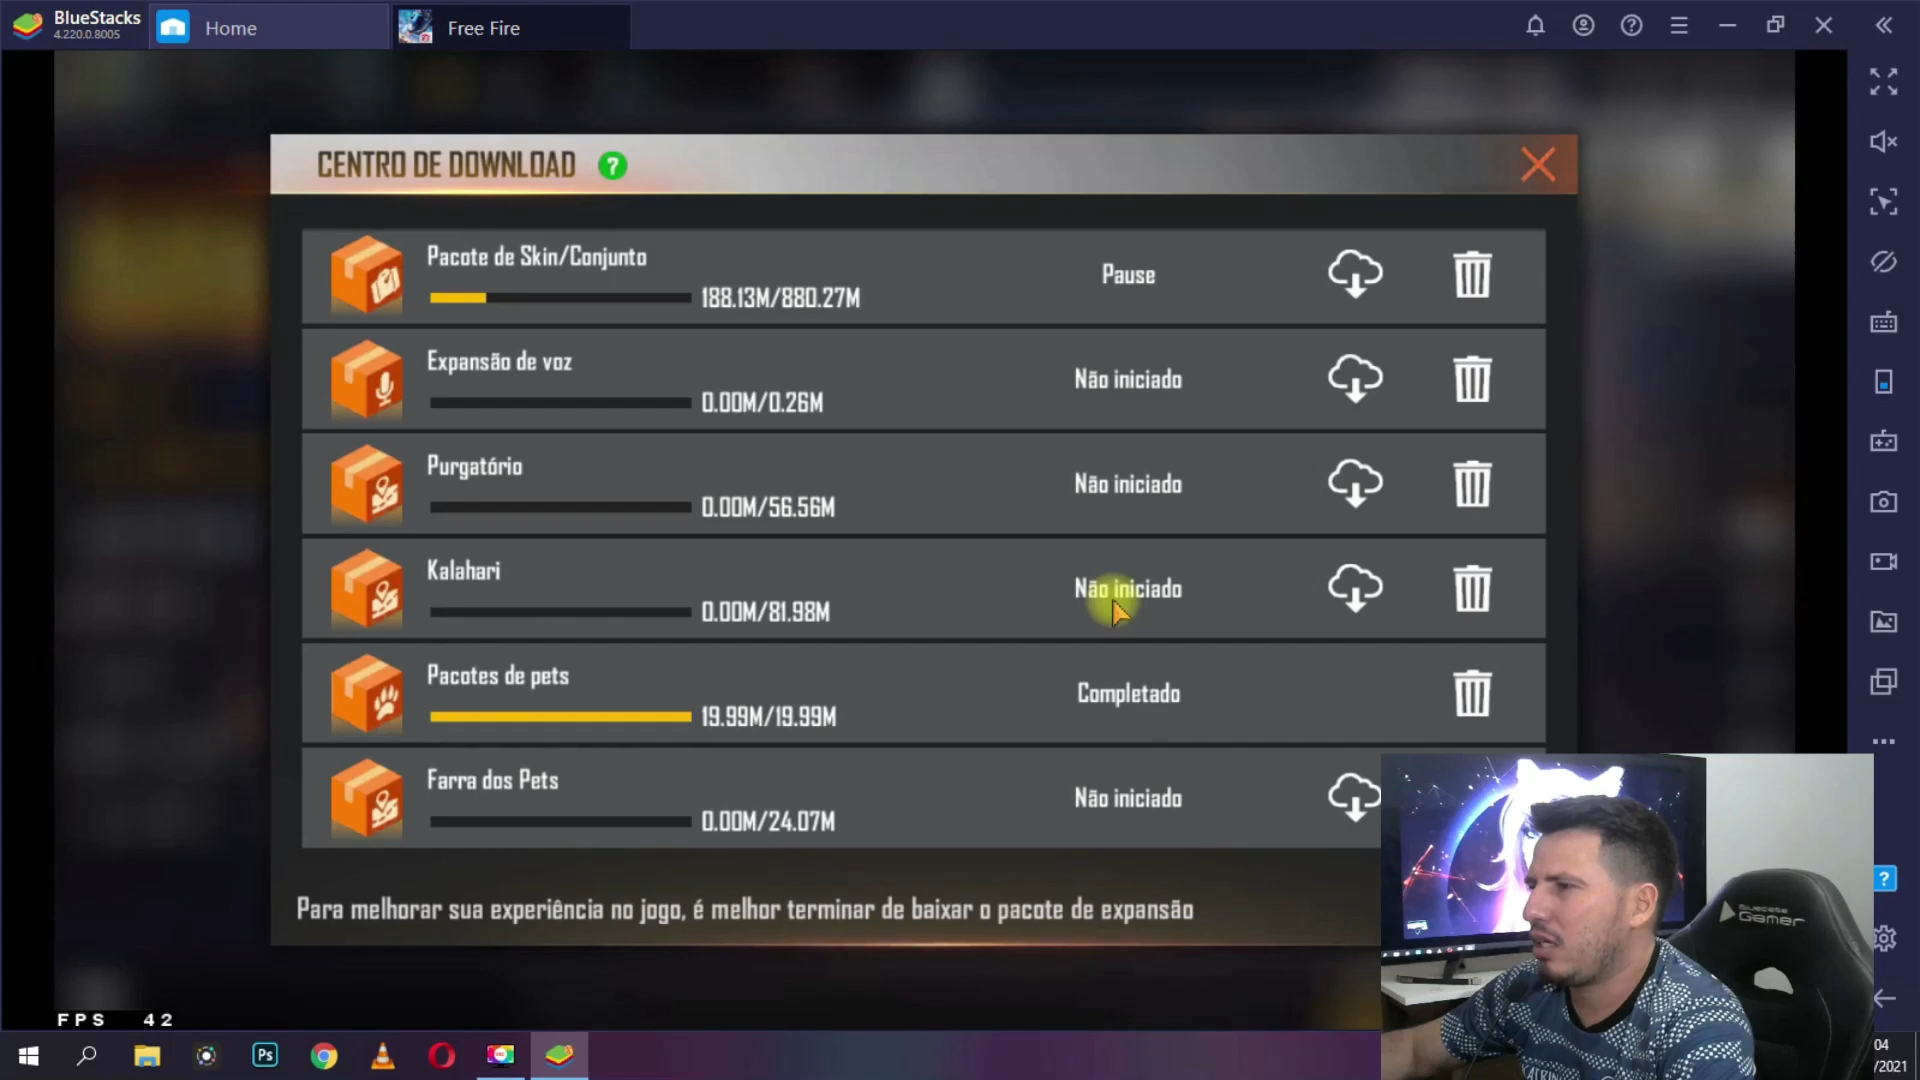 BlueStacks
4.220.0.8005
Home
Free Fire
CENTRO DE DOWNLOAD ?
Pacote de Skin/Conjunto
188.13M/880.27M
Pause
Expansão de voz
0.00M/0.26M
Não iniciado
Purgatório
0.00M/56.56M
Não iniciado
Kalahari
0.00M/81.98M
Não iniciado
Pacotes de pets
19.99M/19.99M
Completado
Farra dos Pets
0.00M/24.07M
Não iniciado
Para melhorar sua experiência no jogo, é melhor terminar de baixar o pacote de expansão
FPS 42
Gamer
Ps
04
/2021